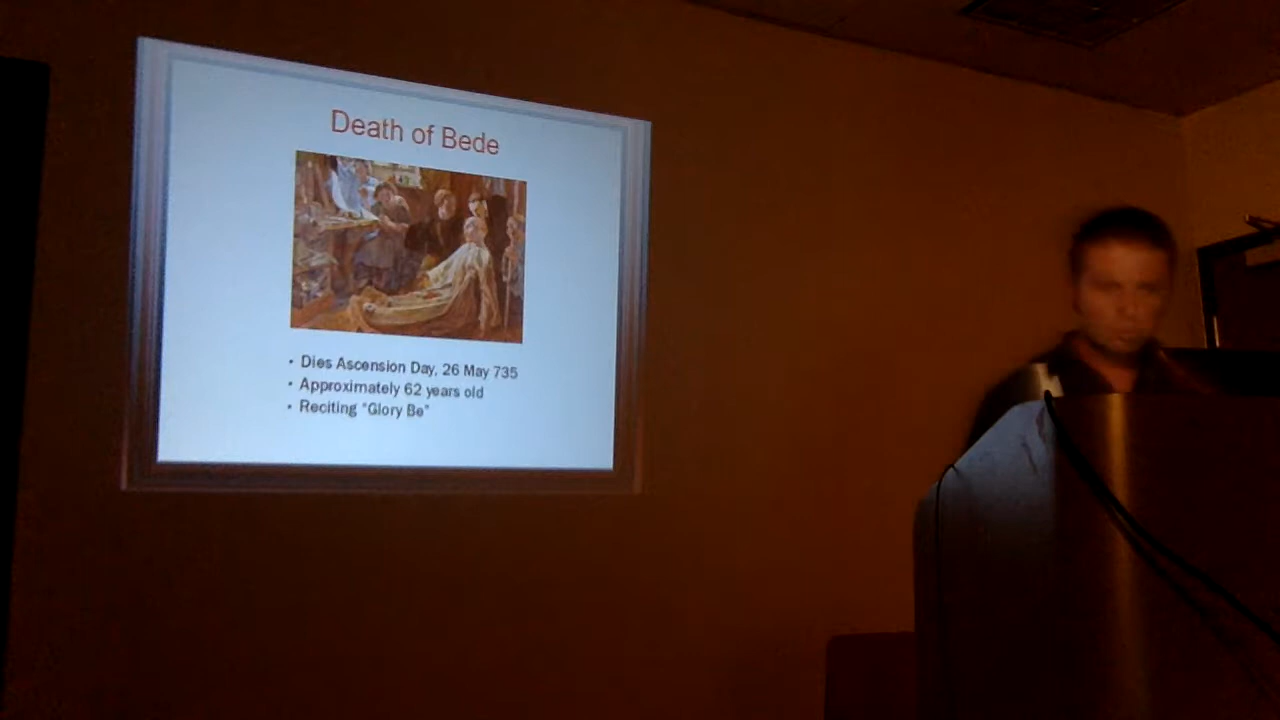 Death of Bede
• Dies Ascension Day, 26 May 735
• Approximately 62 years old
• Reciting "Glory Be"